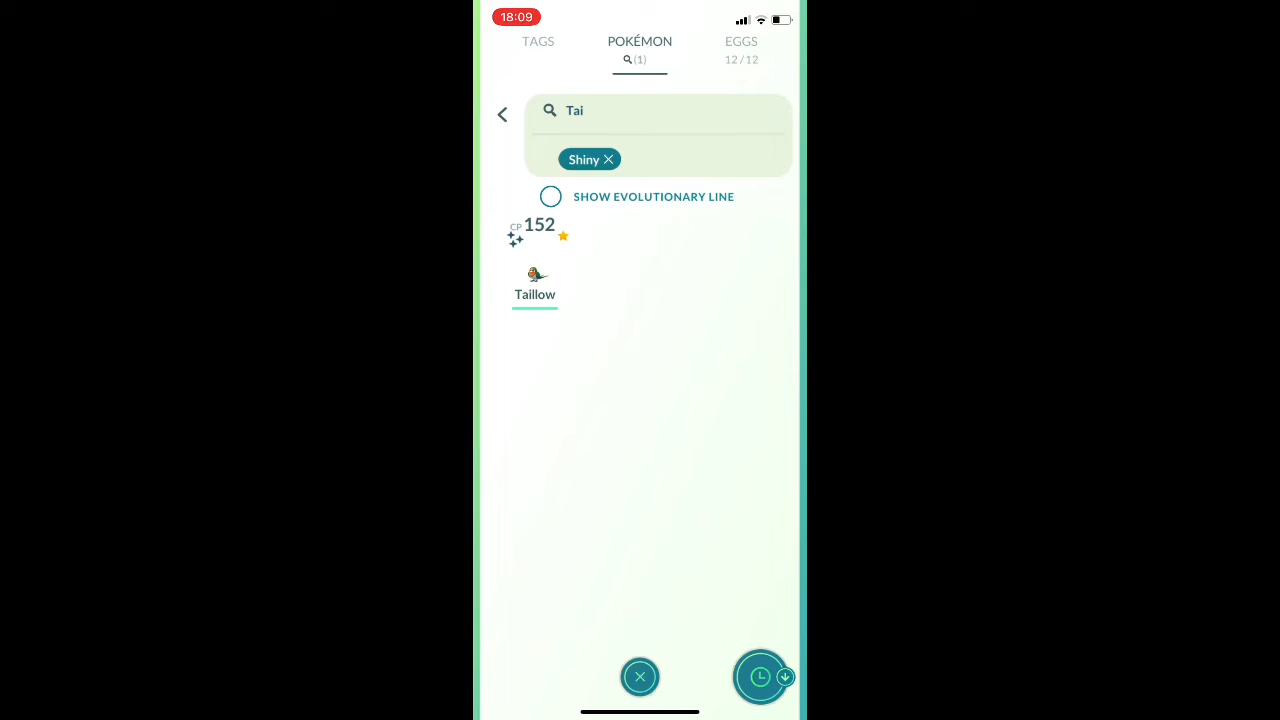 18:09
TAGS
POKÉMON
EGGS
(1)
12 / 12
Tai
Shiny
SHOW EVOLUTIONARY LINE
CP 152
Taillow